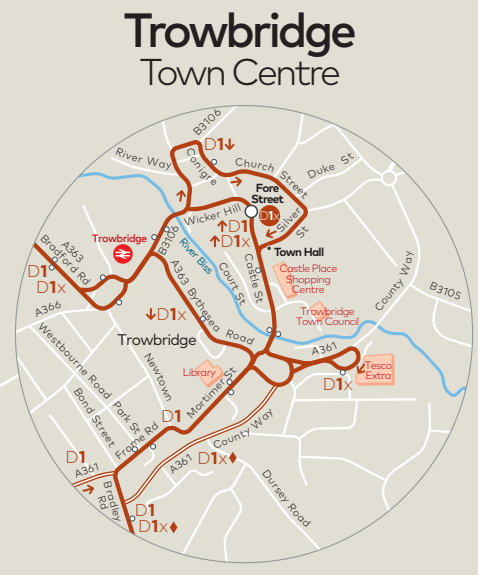 Trowbridge
Town Centre
B3106
D1↓
River Way
Conigre
Church Street
Duke St
Fore
Street
D1x
Wicker Hill
Silver
St
↑D1
↑D1x
Trowbridge
B3106
Town Hall
A363
Bradford Rd
D1
D1x
River Biss
Court St
Castle St
Castle Place
Shopping
Centre
County Way
B3105
A363 Bythesea Road
A366
↓D1x
Trowbridge
Town Council
Trowbridge
A361
Tesco
Extra
D1x
Westbourne Road
Newtown
Library
Mortimer St
Bond Street
Park St
D1
Frome Rd
County Way
D1
A361
A361
D1x♦
Bradley
Rd
D1
D1x♦
Dursey Road